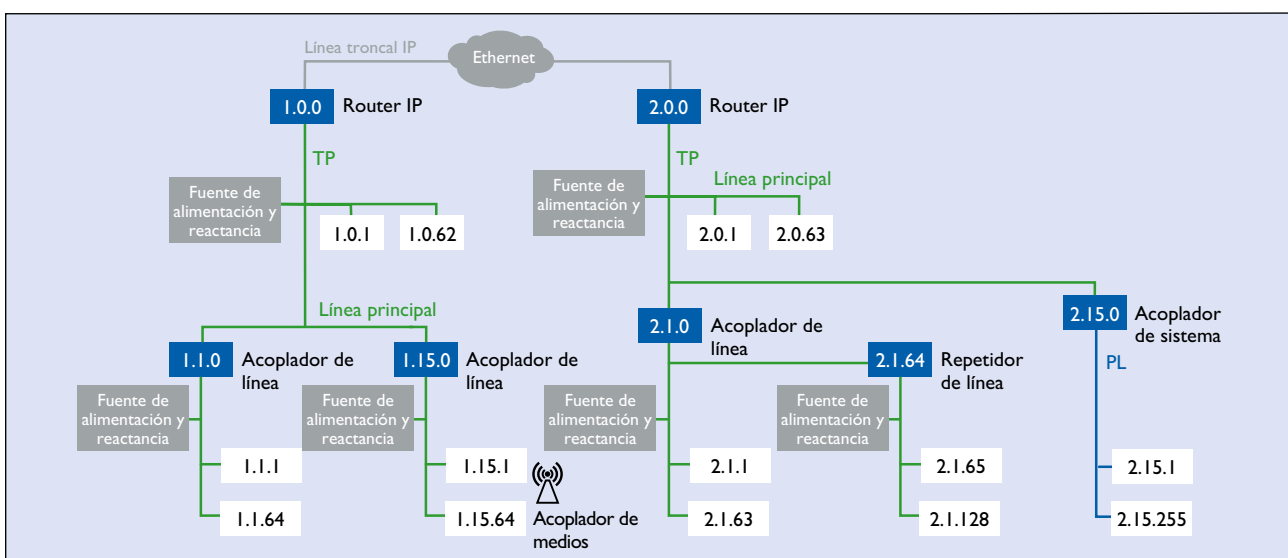 Línea troncal IP
Ethernet
1.0.0
Router IP
2.0.0
Router IP
TP
TP
Fuente de
alimentación y
reactancia
Fuente de
alimentación y
reactancia
Línea principal
1.0.1
1.0.62
2.0.1
2.0.63
Línea principal
1.1.0
Acoplador de
línea
1.15.0
Acoplador de
línea
2.1.0
Acoplador de
línea
2.1.64
Repetidor
de línea
2.15.0
Acoplador
de sistema
PL
Fuente de
alimentación y
reactancia
Fuente de
alimentación y
reactancia
Fuente de
alimentación y
reactancia
Fuente de
alimentación y
reactancia
1.1.1
1.15.1
2.1.1
2.1.65
2.15.1
1.1.64
1.15.64
Acoplador de
medios
2.1.63
2.1.128
2.15.255